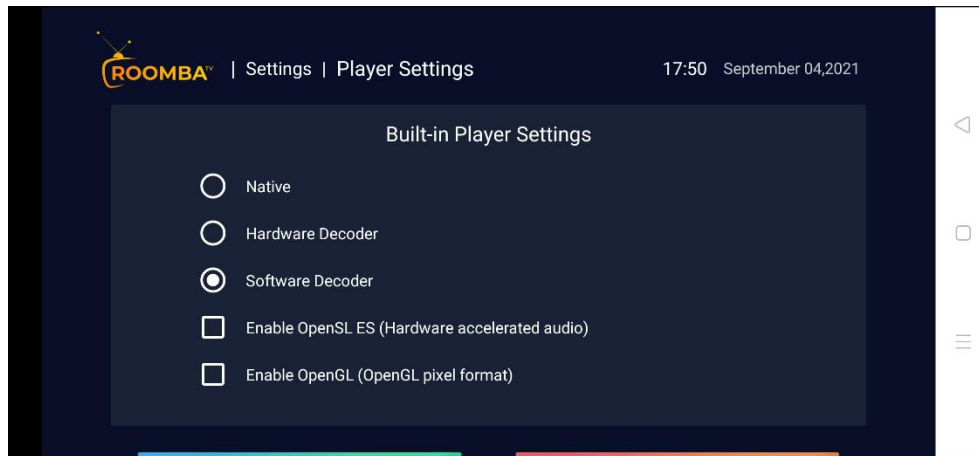 ROOMBA TV | Settings | Player Settings 17:50 September 04,2021
Built-in Player Settings
Native
Hardware Decoder
Software Decoder
Enable OpenSL ES (Hardware accelerated audio)
Enable OpenGL (OpenGL pixel format)